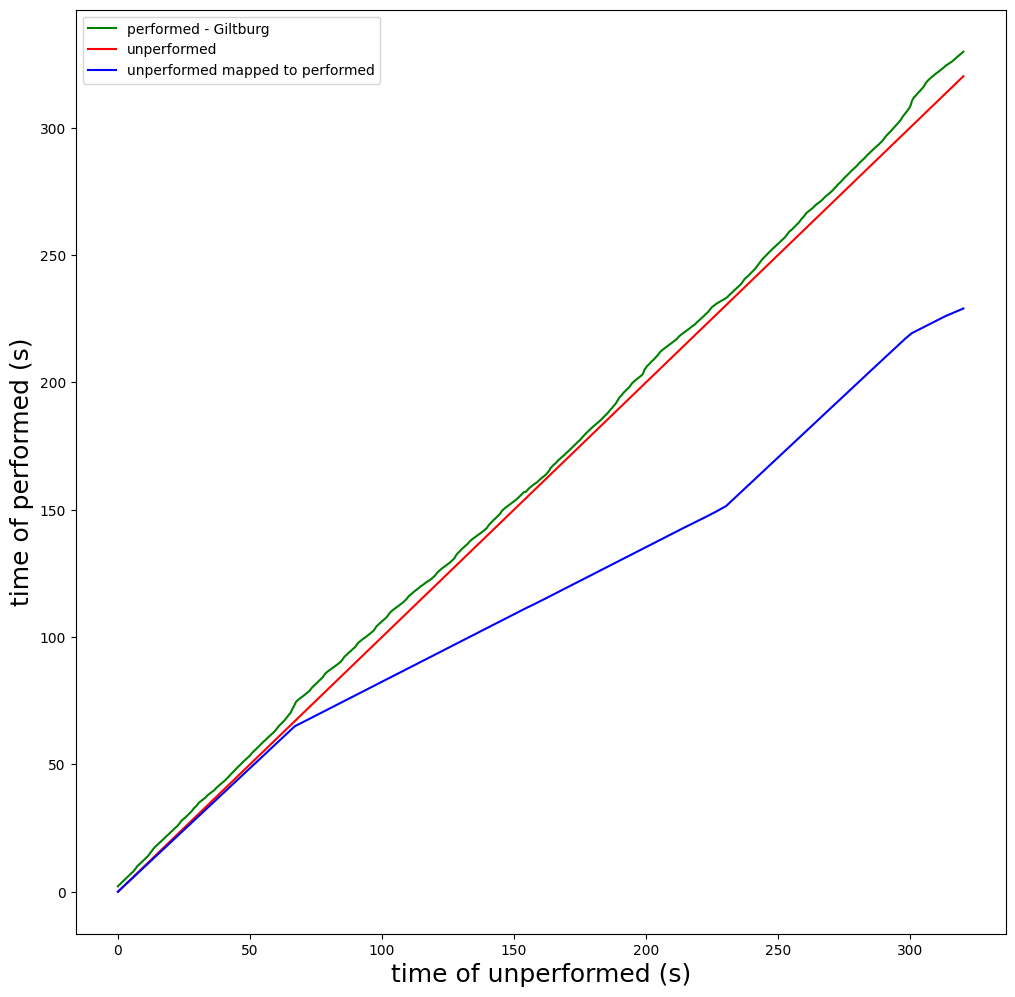 performed - Giltburg
unperformed
unperformed mapped to performed
time of performed (s)
300
250
200
150
100
50
0
0 50 100 150 200 250 300
time of unperformed (s)